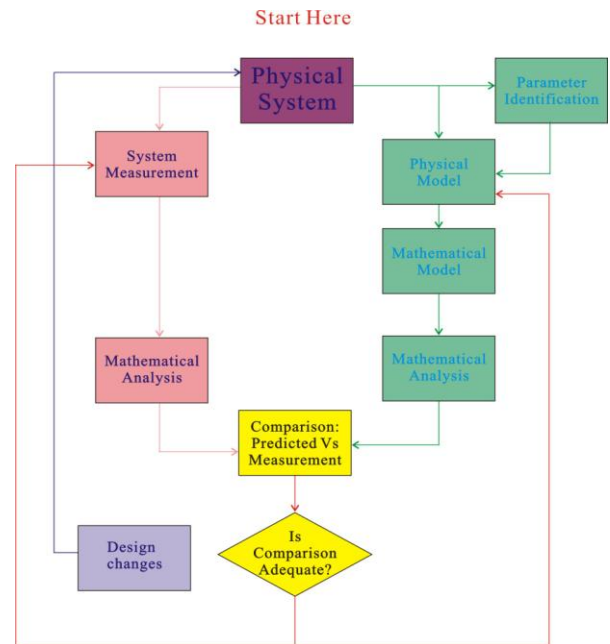 Start Here
Physical
System
Parameter
Identification
System
Measurement
Physical
Model
Mathematical
Model
Mathematical
Analysis
Mathematical
Analysis
Comparison:
Predicted Vs
Measurement
Design
changes
Is
Comparison
Adequate?